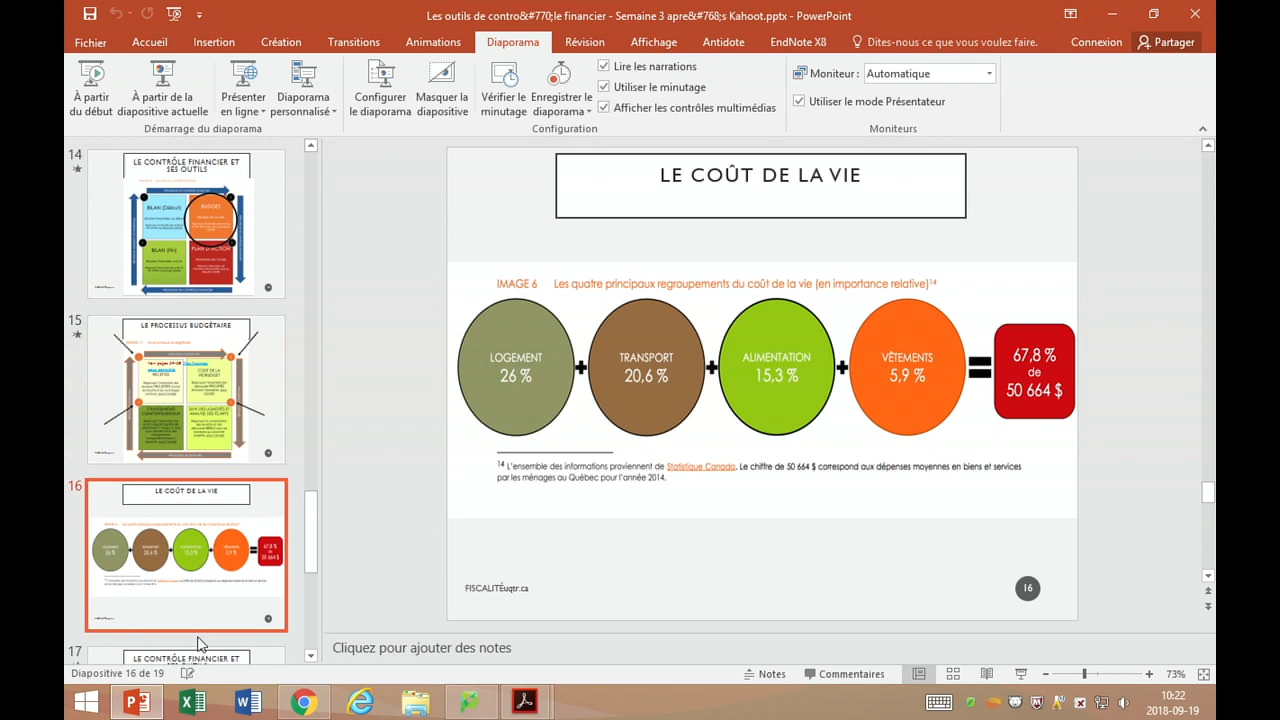 Les outils de contro&#770;le financier - Semaine 3 apre&#768;s Kahoot.pptx - PowerPoint
Fichier Accueil Insertion Création Transitions Animations Diaporama Révision Affichage Antidote EndNote X8 Dites-nous ce que vous voulez faire. Connexion Partager
À partir du début
À partir de la diapositive actuelle
Présenter en ligne
Diaporama personnalisé
Configurer le diaporama
Masquer la diapositive
Vérifier le minutage
Enregistrer le diaporama
Lire les narrations
Utiliser le minutage
Afficher les contrôles multimédias
Moniteur : Automatique
Utiliser le mode Présentateur
Démarrage du diaporama Configuration Moniteurs
14
LE CONTRÔLE FINANCIER ET
SES OUTILS
BILAN (Début)
BUDGET
BILAN (Fin)
PLAN D'ACTION
15
LE PROCESSUS BUDGÉTAIRE
16
LE COÛT DE LA VIE
17
LE CONTRÔLE FINANCIER ET
LE COÛT DE LA VIE
IMAGE 6 Les quatre principaux regroupements du coût de la vie (en importance relative)14
LOGEMENT
26 %
+
TRANSPORT
20,6 %
+
ALIMENTATION
15,3 %
+
VÊTEMENTS
5,9 %
=
67,8 %
de
50 664 $
14 L'ensemble des informations proviennent de Statistique Canada. Le chiffre de 50 664 $ correspond aux dépenses moyennes en biens et services
par les ménages au Québec pour l'année 2014.
FISCALITÉuqtr.ca
16
Cliquez pour ajouter des notes
Diapositive 16 de 19 Notes Commentaires 73%
10:22
2018-09-19